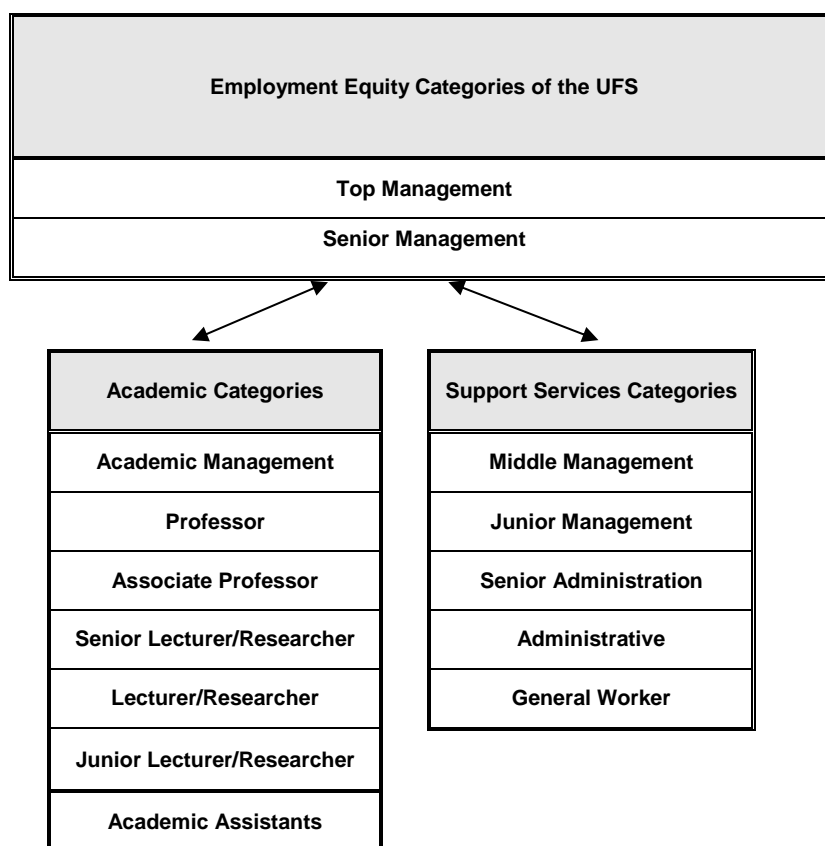 Employment Equity Categories of the UFS
Top Management
Senior Management
Academic Categories
Academic Management
Professor
Associate Professor
Senior Lecturer/Researcher
Lecturer/Researcher
Junior Lecturer/Researcher
Academic Assistants
Support Services Categories
Middle Management
Junior Management
Senior Administration
Administrative
General Worker